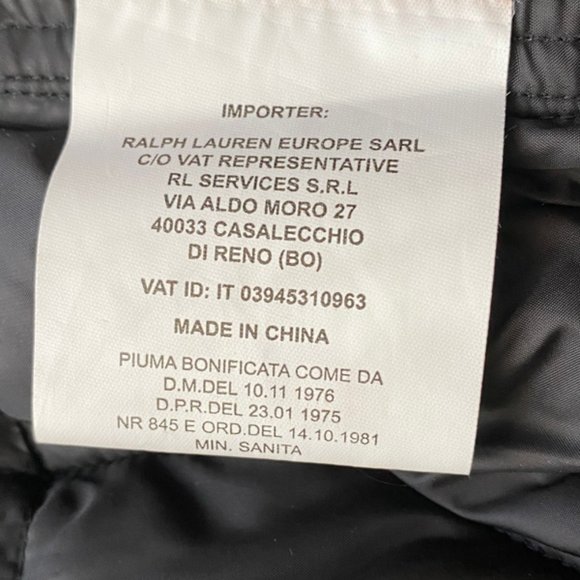 IMPORTER:
RALPH LAUREN EUROPE SARL
C/O VAT REPRESENTATIVE
RL SERVICES S.R.L
VIA ALDO MORO 27
40033 CASALECCHIO
DI RENO (BO)
VAT ID: IT 03945310963
MADE IN CHINA
PIUMA BONIFICATA COME DA
D.M.DEL 10.11 1976
D.P.R.DEL 23.01 1975
NR 845 E ORD.DEL 14.10.1981
MIN. SANITA